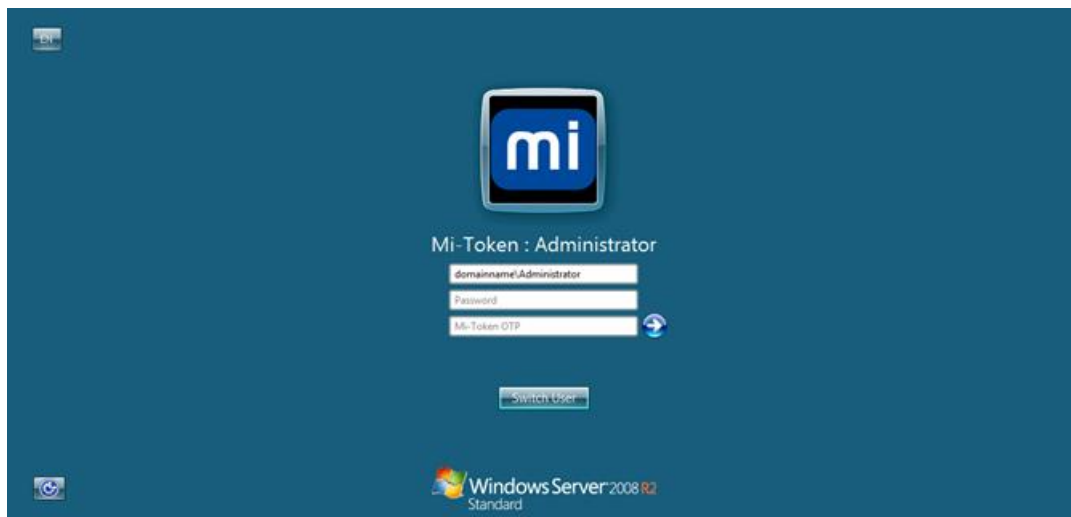 mi
Mi-Token : Administrator
domainname\Administrator
Password
Mi-Token OTP
Switch User
Windows Server 2008 R2
Standard